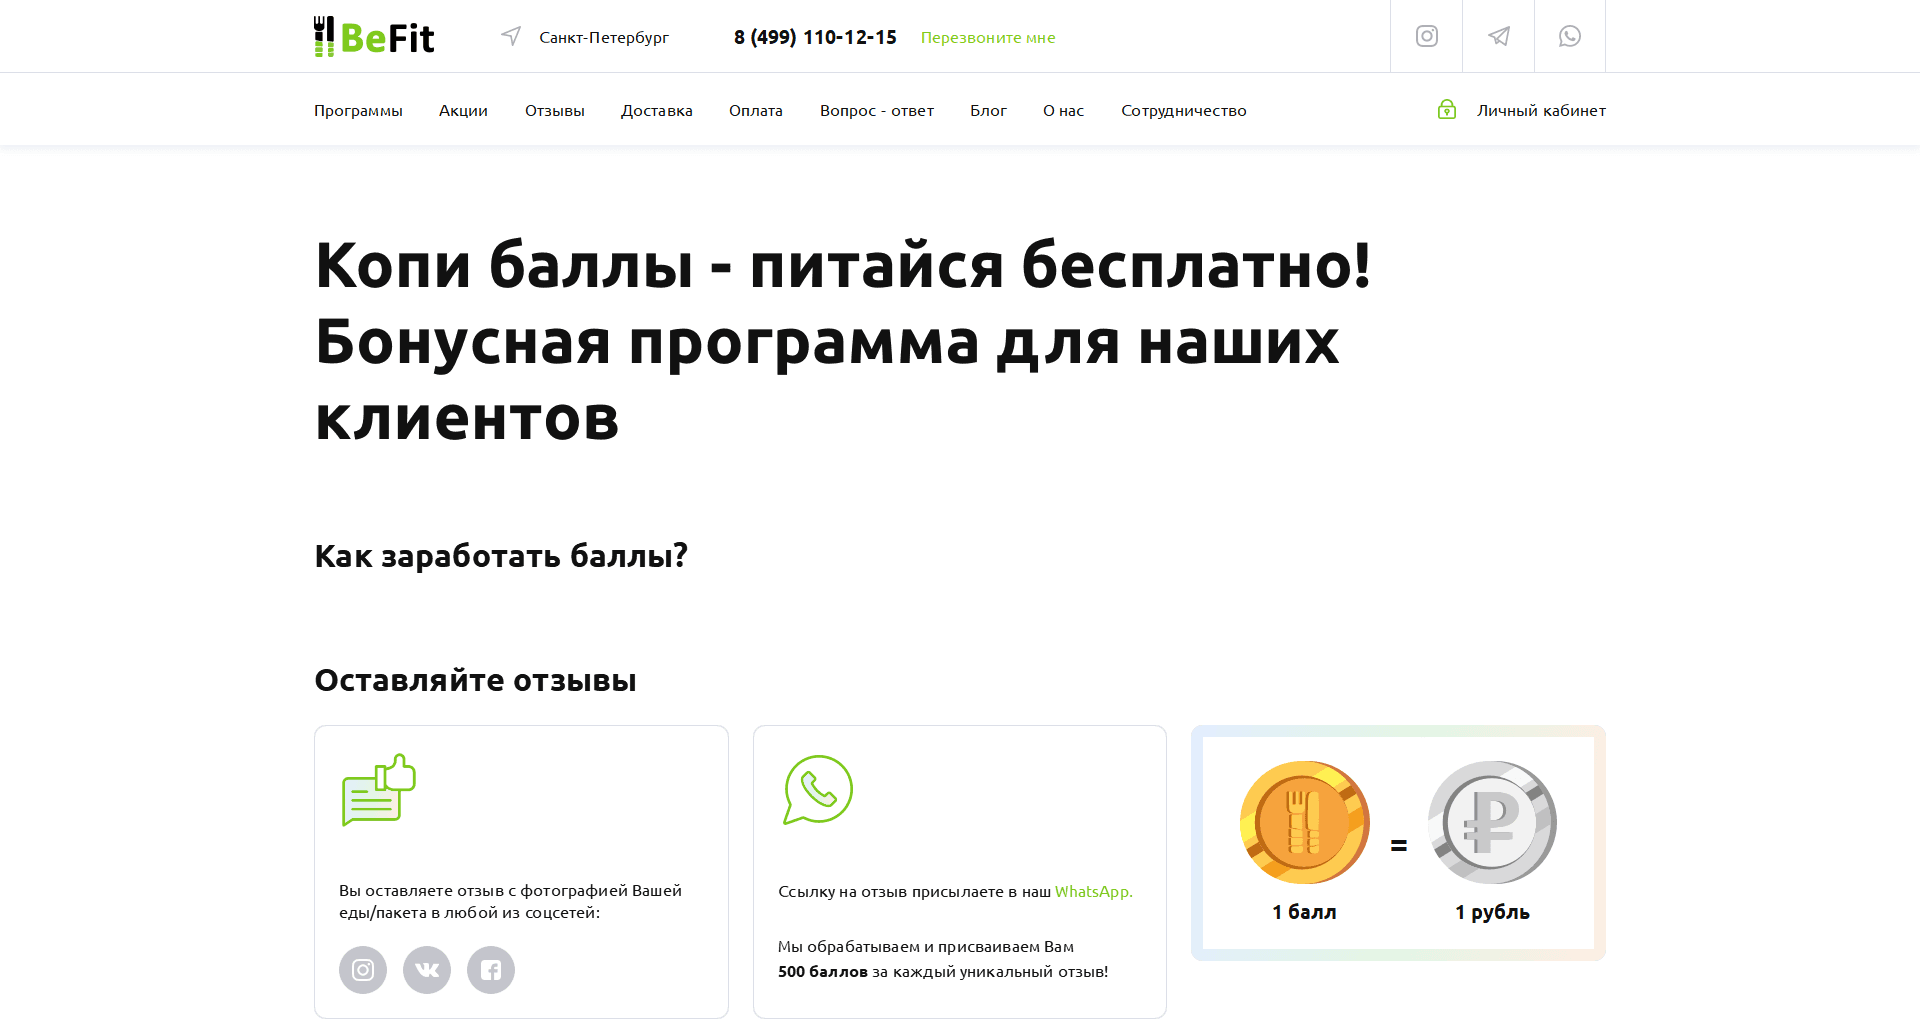 BeFit
Санкт-Петербург
8 (499) 110-12-15
Перезвоните мне
Программы
Акции
Отзывы
Доставка
Оплата
Вопрос - ответ
Блог
О нас
Сотрудничество
Личный кабинет
Копи баллы - питайся бесплатно!
Бонусная программа для наших
клиентов
Как заработать баллы?
Оставляйте отзывы
Вы оставляете отзыв с фотографией Вашей
еды/пакета в любой из соцсетей:
Ссылку на отзыв присылаете в наш WhatsApp.
Мы обрабатываем и присваиваем Вам
500 баллов за каждый уникальный отзыв!
=
1 балл
1 рубль